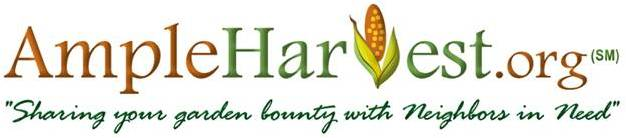 AmpleHarvest.org (SM)
"Sharing your garden bounty with Neighbors in Need"